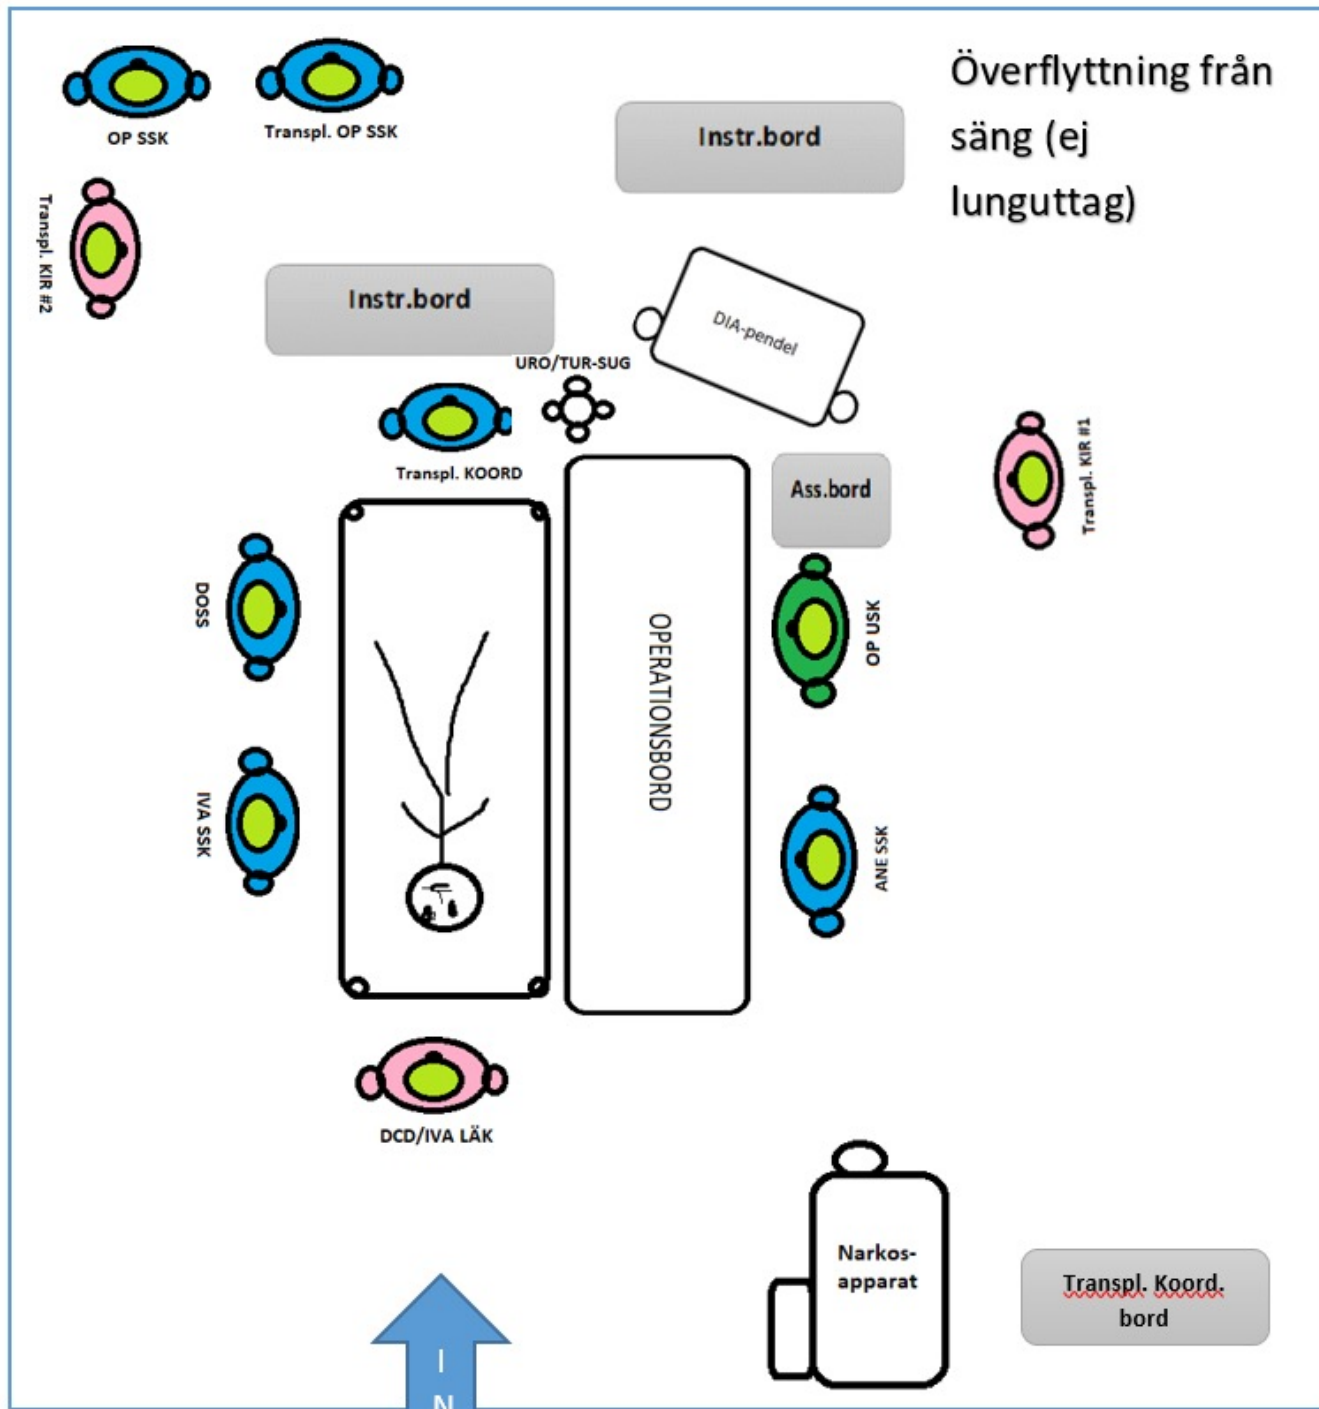 Överflyttning från
säng (ej
lunguttag)
OP SSK
Transpl. OP SSK
Instr.bord
Transpl. KIR #2
Instr.bord
DIA-pendel
URO/TUR-SUG
Transpl. KOORD
Ass.bord
Transpl. KIR #1
DOSS
OPERATIONSBORD
OP USK
IVA SSK
ANE SSK
DCD/IVA LÄK
Narkos-
apparat
Transpl. Koord.
bord
I
N